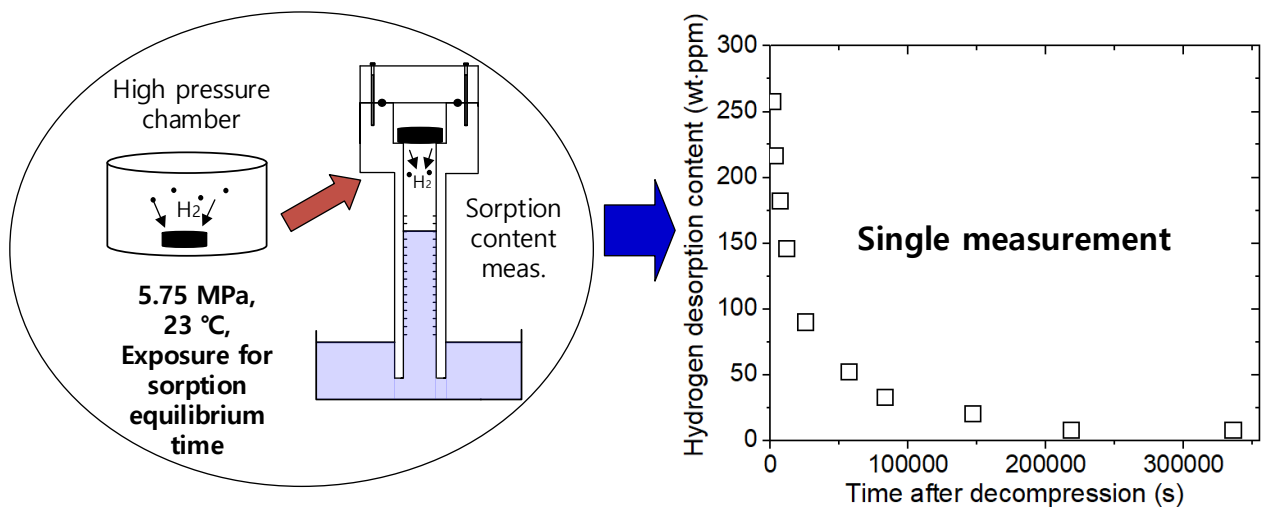 High pressure
chamber
H2
5.75 MPa,
23 ℃,
Exposure for
sorption
equilibrium
time
H2
Sorption
content
meas.
Hydrogen desorption content (wt·ppm)
300
250
200
150
100
50
0
Single measurement
0
100000
200000
300000
Time after decompression (s)